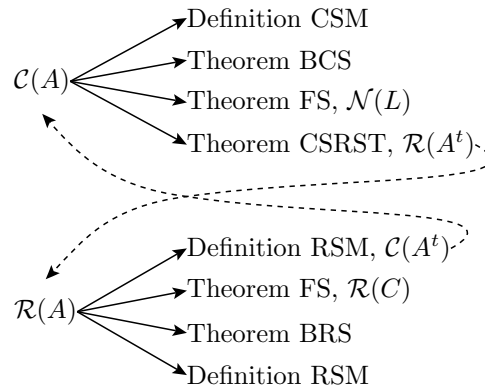 Definition CSM
Theorem BCS
𝒞(A)
Theorem FS, 𝒩(L)
Theorem CSRST, ℛ(Aᵗ)
Definition RSM, 𝒞(Aᵗ)
Theorem FS, ℛ(C)
ℛ(A)
Theorem BRS
Definition RSM